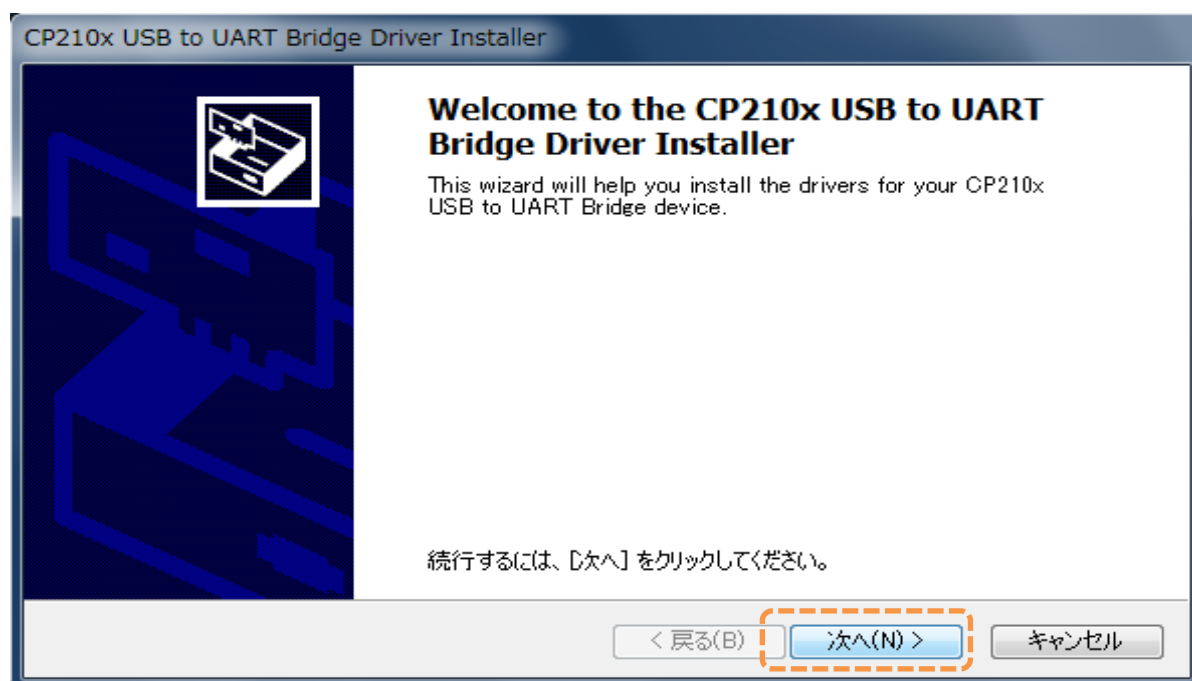 CP210x USB to UART Bridge Driver Installer
Welcome to the CP210x USB to UART
Bridge Driver Installer
This wizard will help you install the drivers for your CP210x
USB to UART Bridge device.
続行するには、[次へ] をクリックしてください。
< 戻る(B) 次へ(N) > キャンセル